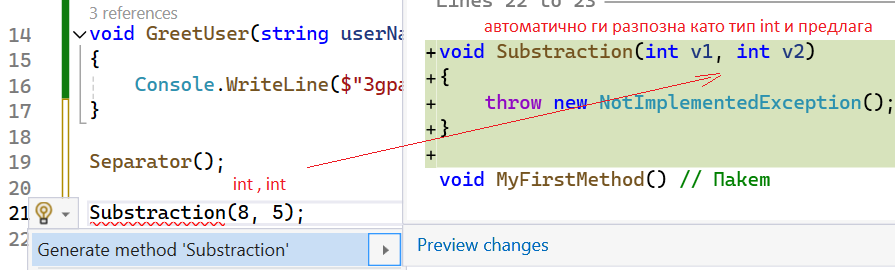 3 references
14 void GreetUser(string userNa
15 {
16 Console.WriteLine($"Згра
17 }
18
19 Separator();
20
int , int
21 Substraction(8, 5);
22
Generate method 'Substraction'
Lines 22 to 23
автоматично ги разпозна като тип int и предлага
+void Substraction(int v1, int v2)
+{
+ throw new NotImplementedException();
+}
+
void MyFirstMethod() // Пакет
Preview changes